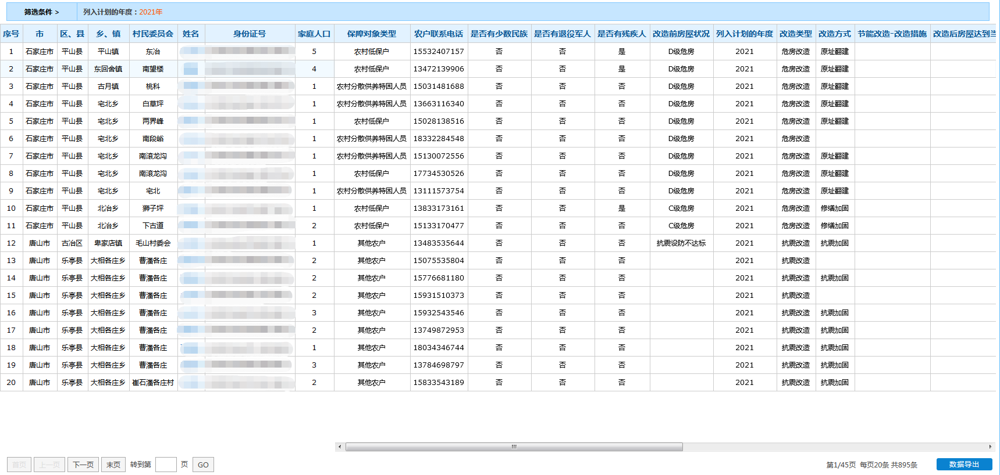 筛选条件 > 列入计划的年度：2021年
序号 市 区、县 乡、镇 村民委员会 姓名 身份证号 家庭人口 保障对象类型 农户联系电话 是否有少数民族 是否有退役军人 是否有残疾人 改造前房屋状况 列入计划的年度 改造类型 改造方式 节能改造-改造措施 改造后房屋达到当
1 石家庄市 平山县 平山镇 东冶 5 农村低保户 15532407157 否 否 是 D级危房 2021 危房改造 原址翻建
2 石家庄市 平山县 东回舍镇 南望楼 4 农村低保户 13472139906 否 否 是 D级危房 2021 危房改造 原址翻建
3 石家庄市 平山县 古月镇 桃科 1 农村分散供养特困人员 15031481688 否 否 否 D级危房 2021 危房改造 原址翻建
4 石家庄市 平山县 宅北乡 白草坪 1 农村分散供养特困人员 13663116340 否 否 否 D级危房 2021 危房改造 原址翻建
5 石家庄市 平山县 宅北乡 两界峰 1 农村低保户 15028138516 否 否 否 D级危房 2021 危房改造 原址翻建
6 石家庄市 平山县 宅北乡 南段峪 1 农村分散供养特困人员 18332284548 否 否 否 D级危房 2021 危房改造
7 石家庄市 平山县 宅北乡 南滚龙沟 1 农村分散供养特困人员 15130072556 否 否 否 D级危房 2021 危房改造 原址翻建
8 石家庄市 平山县 宅北乡 南滚龙沟 1 农村低保户 17734530526 否 否 否 D级危房 2021 危房改造 原址翻建
9 石家庄市 平山县 宅北乡 宅北 1 农村分散供养特困人员 13111573754 否 否 否 D级危房 2021 危房改造 原址翻建
10 石家庄市 平山县 北冶乡 狮子坪 1 农村低保户 13833173161 否 否 是 C级危房 2021 危房改造 修缮加固
11 石家庄市 平山县 北冶乡 下古道 2 农村低保户 15133170477 否 否 否 C级危房 2021 危房改造 修缮加固
12 唐山市 古冶区 卑家店镇 毛山村委会 1 其他农户 13483535644 否 否 否 抗震设防不达标 2021 抗震改造 抗震加固
13 唐山市 乐亭县 大相各庄乡 曹潘各庄 2 其他农户 15075535804 否 否 否 2021 抗震改造
14 唐山市 乐亭县 大相各庄乡 曹潘各庄 2 其他农户 15776681180 否 否 否 2021 抗震改造 抗震加固
15 唐山市 乐亭县 大相各庄乡 曹潘各庄 2 其他农户 15931510373 否 否 否 2021 抗震改造
16 唐山市 乐亭县 大相各庄乡 曹潘各庄 3 其他农户 15932543546 否 否 否 2021 抗震改造 抗震加固
17 唐山市 乐亭县 大相各庄乡 曹潘各庄 2 其他农户 13749872953 否 否 否 2021 抗震改造 抗震加固
18 唐山市 乐亭县 大相各庄乡 曹潘各庄 1 其他农户 18034346744 否 否 否 2021 抗震改造 抗震加固
19 唐山市 乐亭县 大相各庄乡 曹潘各庄 3 其他农户 13784698797 否 否 否 2021 抗震改造 抗震加固
20 唐山市 乐亭县 大相各庄乡 崔石潘各庄村 2 其他农户 15833543189 否 否 否 2021 抗震改造 抗震加固
首页 上一页 下一页 末页 转到第 页 GO 第1/45页 每页20条 共895条 数据导出